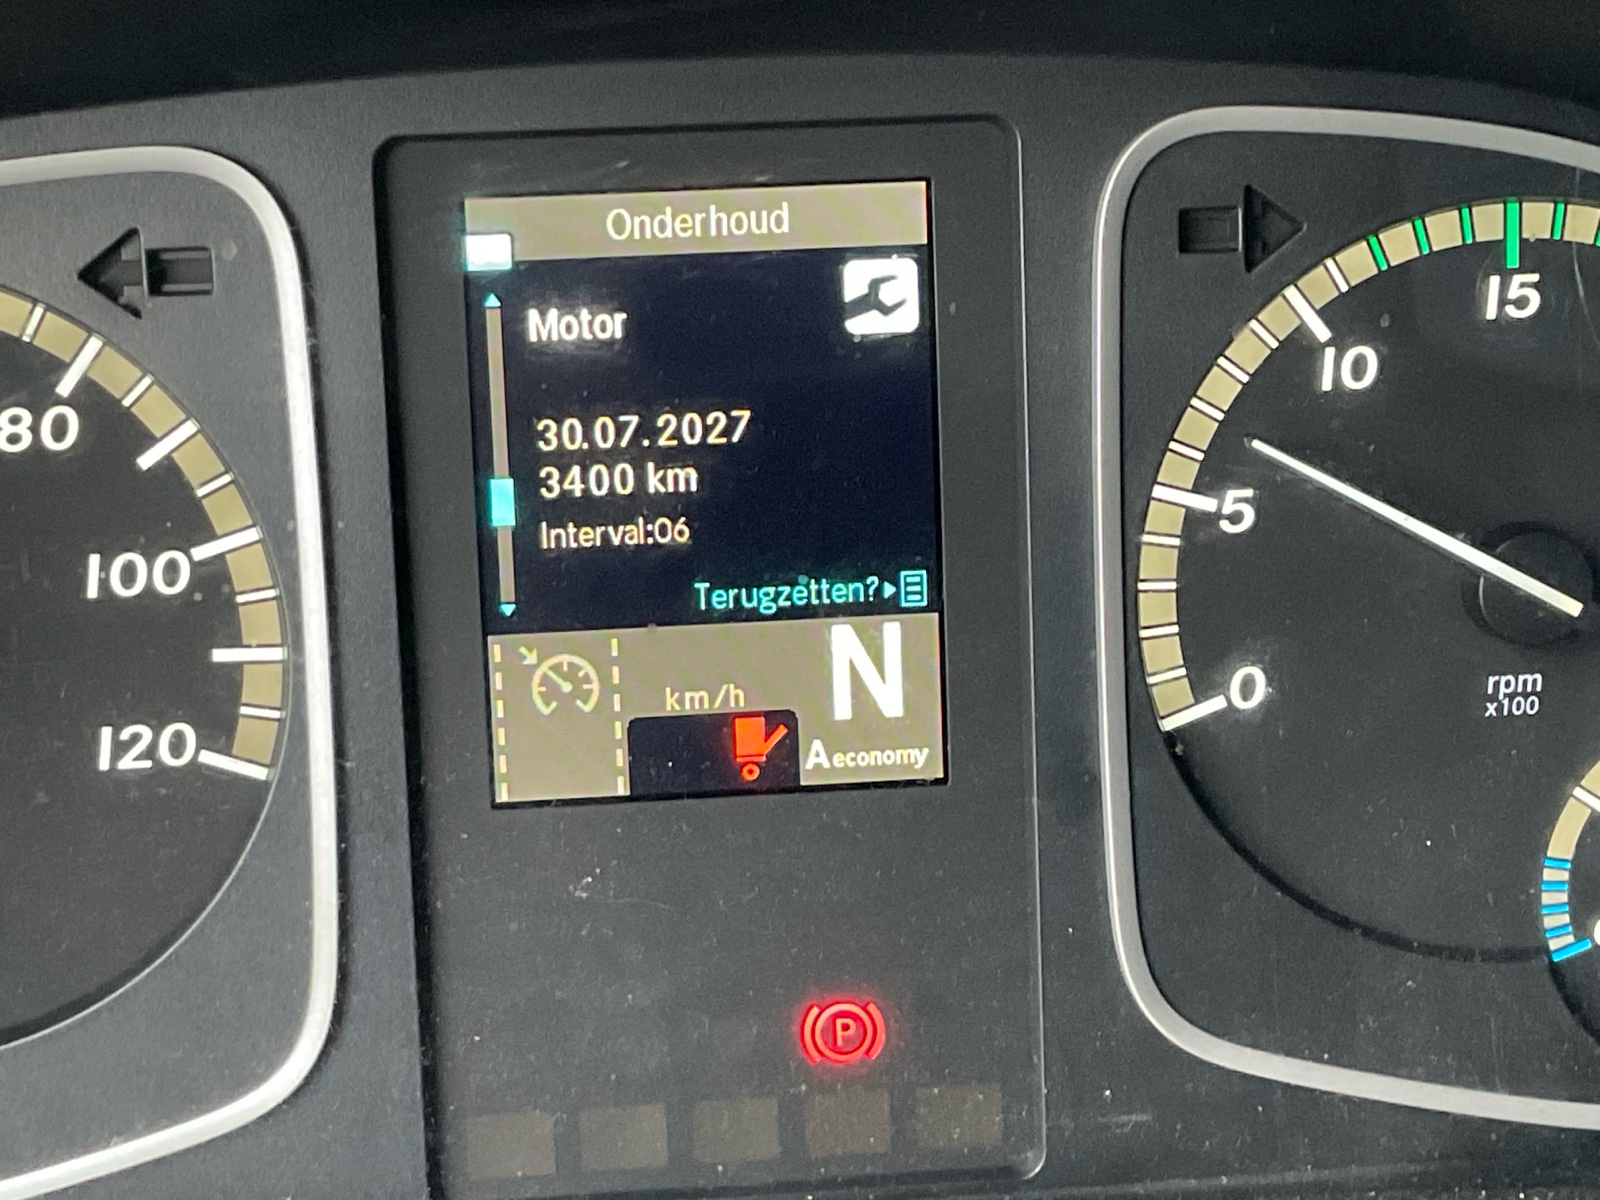 Onderhoud
Motor
30.07.2027
3400 km
Interval:06
Terugzetten?
km/h
N
A economy
80
100
120
0
5
10
15
rpm
x100
P